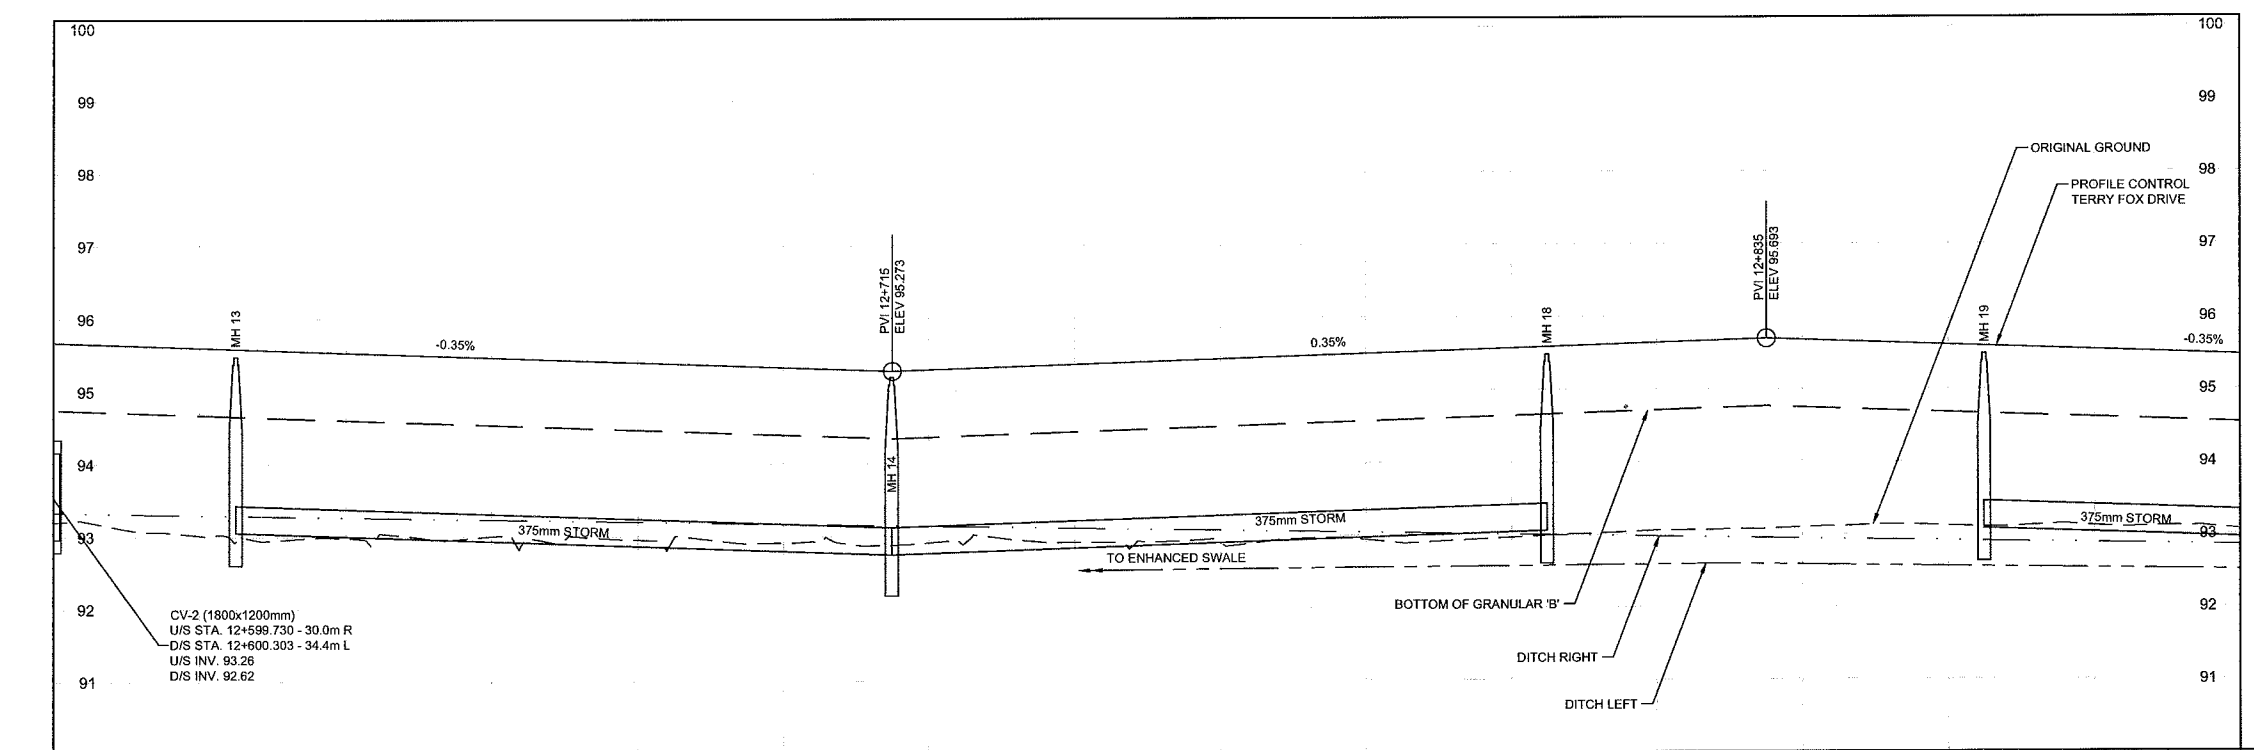 100
100
99
99
98
98
97
97
96
96
95
95
94
94
93
93
92
92
91
91
ORIGINAL GROUND
PROFILE CONTROL
TERRY FOX DRIVE
PVI 12+715
ELEV 95.273
PVI 12+835
ELEV 95.693
MH 13
MH 18
MH 19
-0.35%
0.35%
-0.35%
MH 14
375mm STORM
375mm STORM
375mm STORM
TO ENHANCED SWALE
BOTTOM OF GRANULAR 'B'
DITCH RIGHT
DITCH LEFT
CV-2 (1800x1200mm)
U/S STA. 12+599.730 - 30.0m R
D/S STA. 12+600.303 - 34.4m L
U/S INV. 93.26
D/S INV. 92.62